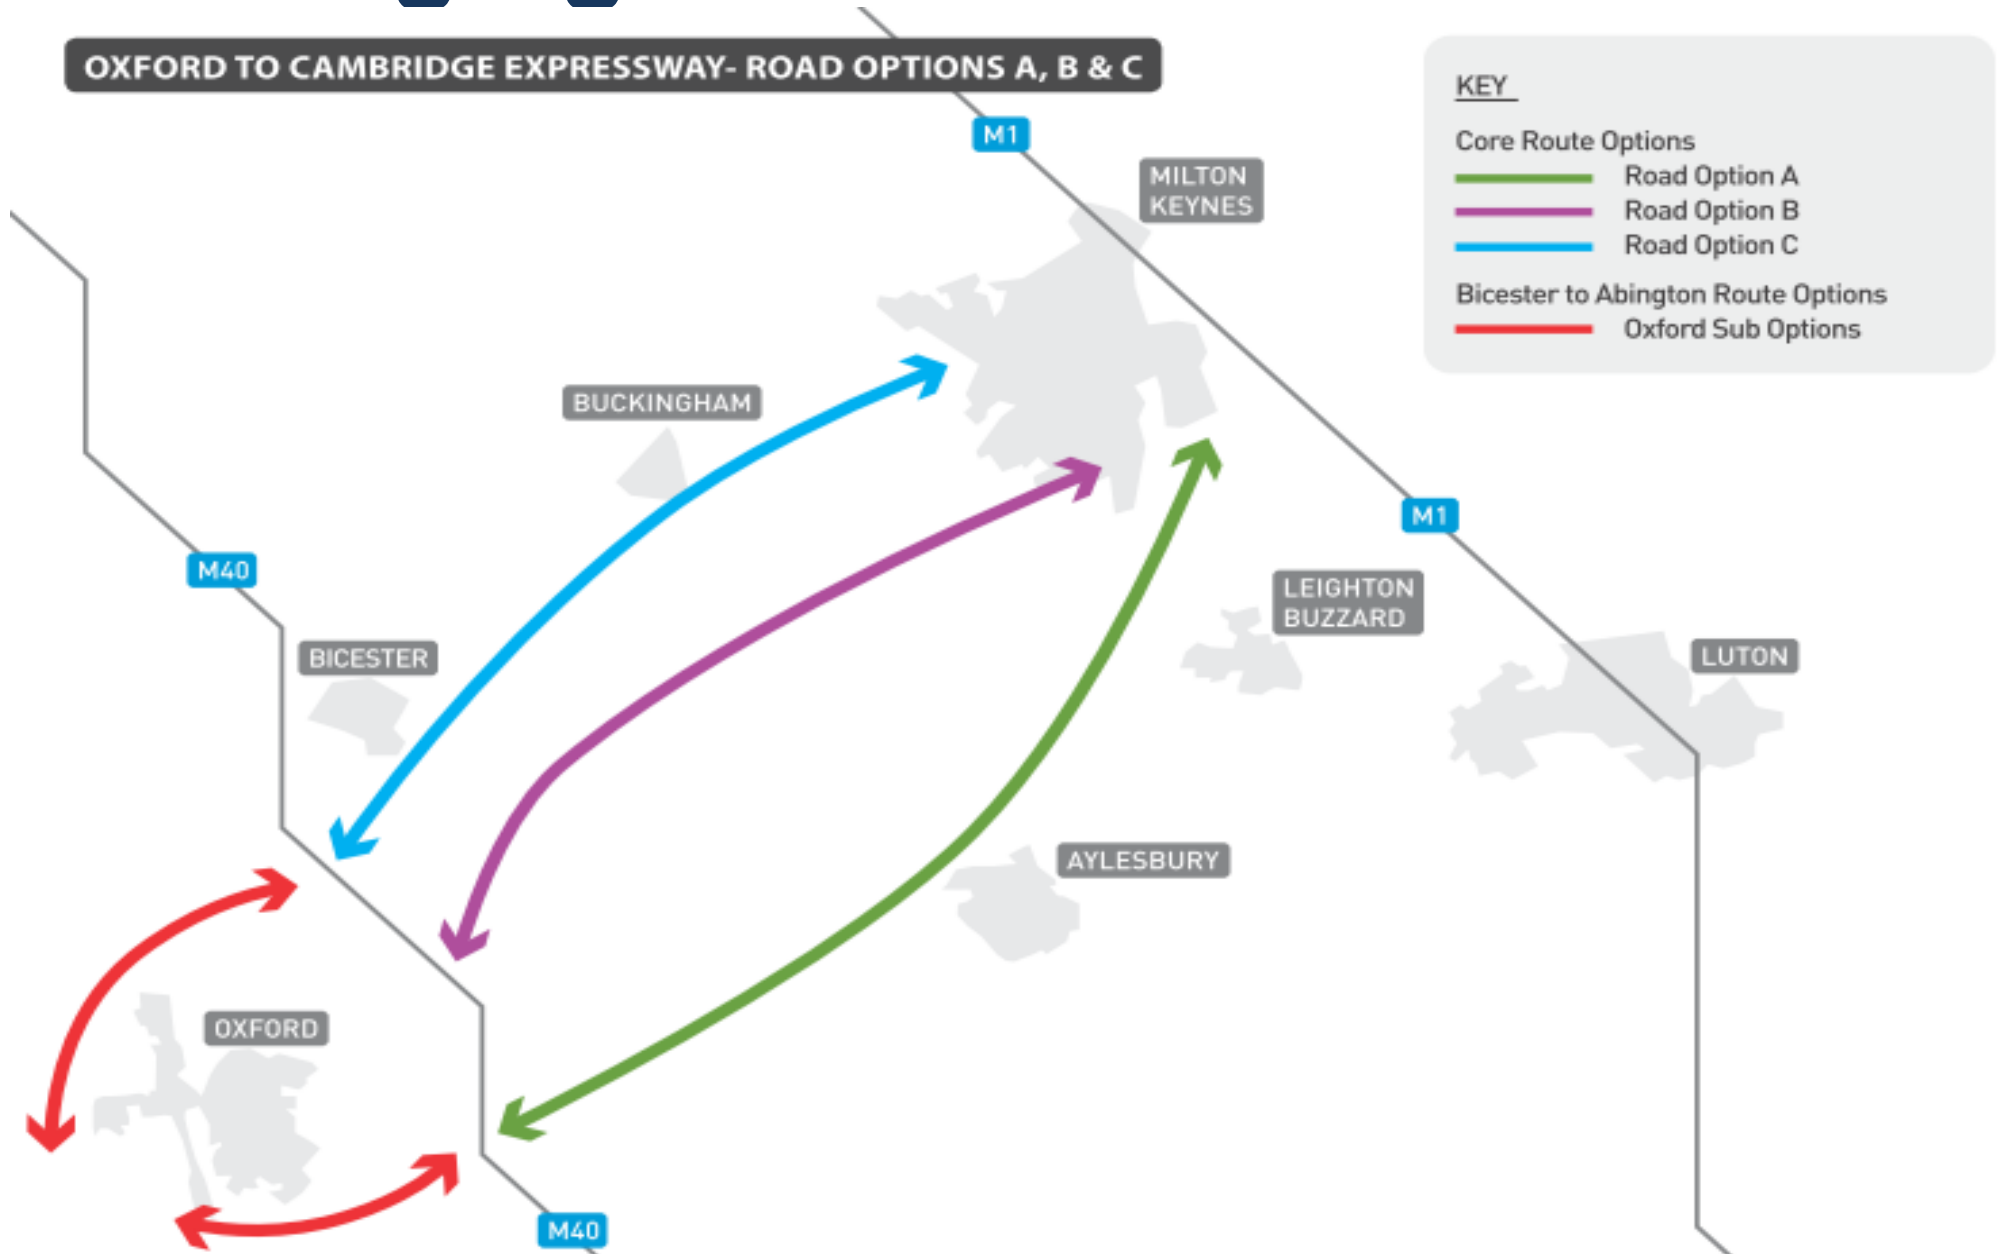 OXFORD TO CAMBRIDGE EXPRESSWAY- ROAD OPTIONS A, B & C
KEY
Core Route Options
Road Option A
Road Option B
Road Option C
Bicester to Abington Route Options
Oxford Sub Options
M1
MILTON
KEYNES
BUCKINGHAM
M1
M40
LEIGHTON
BUZZARD
BICESTER
LUTON
AYLESBURY
OXFORD
M40